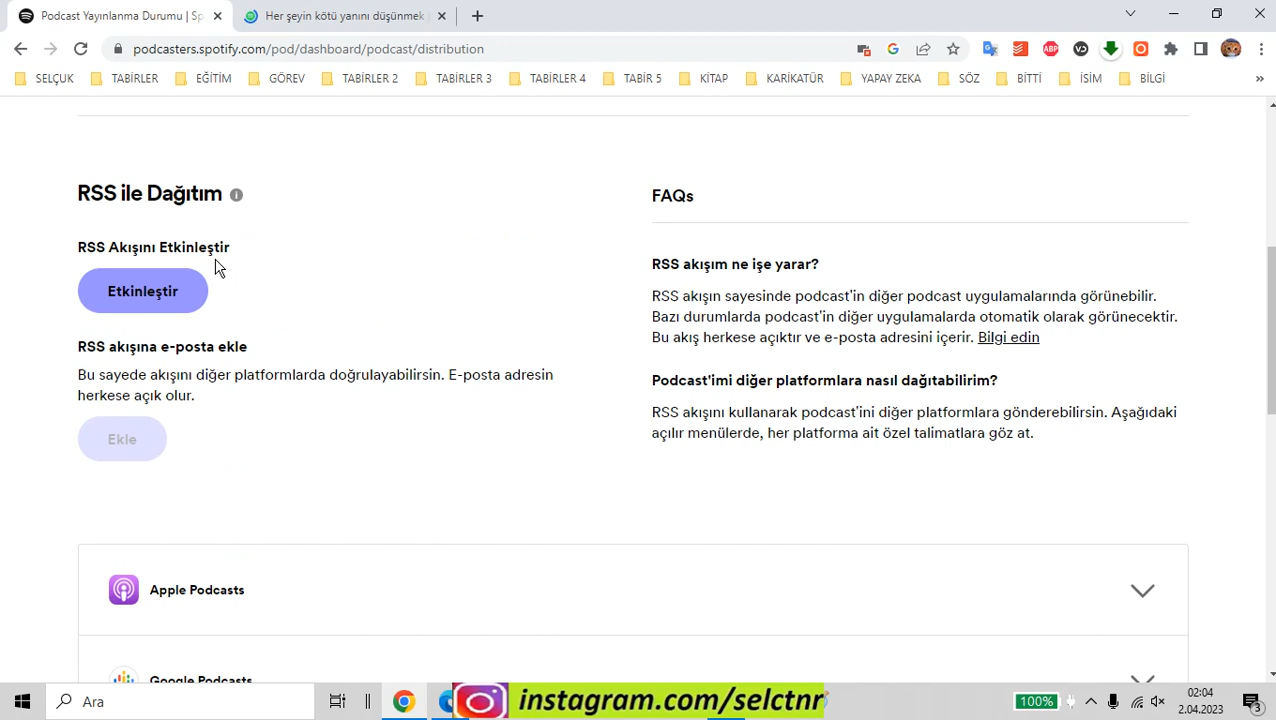 Podcast Yayınlanma Durumu | Sp
Her şeyin kötü yanını düşünmek
podcasters.spotify.com/pod/dashboard/podcast/distribution
SELÇUK
TABİRLER
EĞİTİM
GÖREV
TABİRLER 2
TABİRLER 3
TABİRLER 4
TABİR 5
KİTAP
KARİKATÜR
YAPAY ZEKA
SÖZ
BİTTİ
İSİM
BİLGİ
»
RSS ile Dağıtım
RSS Akışını Etkinleştir
Etkinleştir
RSS akışına e-posta ekle
Bu sayede akışını diğer platformlarda doğrulayabilirsin. E-posta adresin
herkese açık olur.
Ekle
FAQs
RSS akışım ne işe yarar?
RSS akışın sayesinde podcast'in diğer podcast uygulamalarında görünebilir.
Bazı durumlarda podcast'in diğer uygulamalarda otomatik olarak görünecektir.
Bu akış herkese açıktır ve e-posta adresini içerir. Bilgi edin
Podcast'imi diğer platformlara nasıl dağıtabilirim?
RSS akışını kullanarak podcast'ini diğer platformlara gönderebilirsin. Aşağıdaki
açılır menülerde, her platforma ait özel talimatlara göz at.
Apple Podcasts
Google Podcasts
Ara
instagram.com/selctnr
100%
02:04
2.04.2023
3